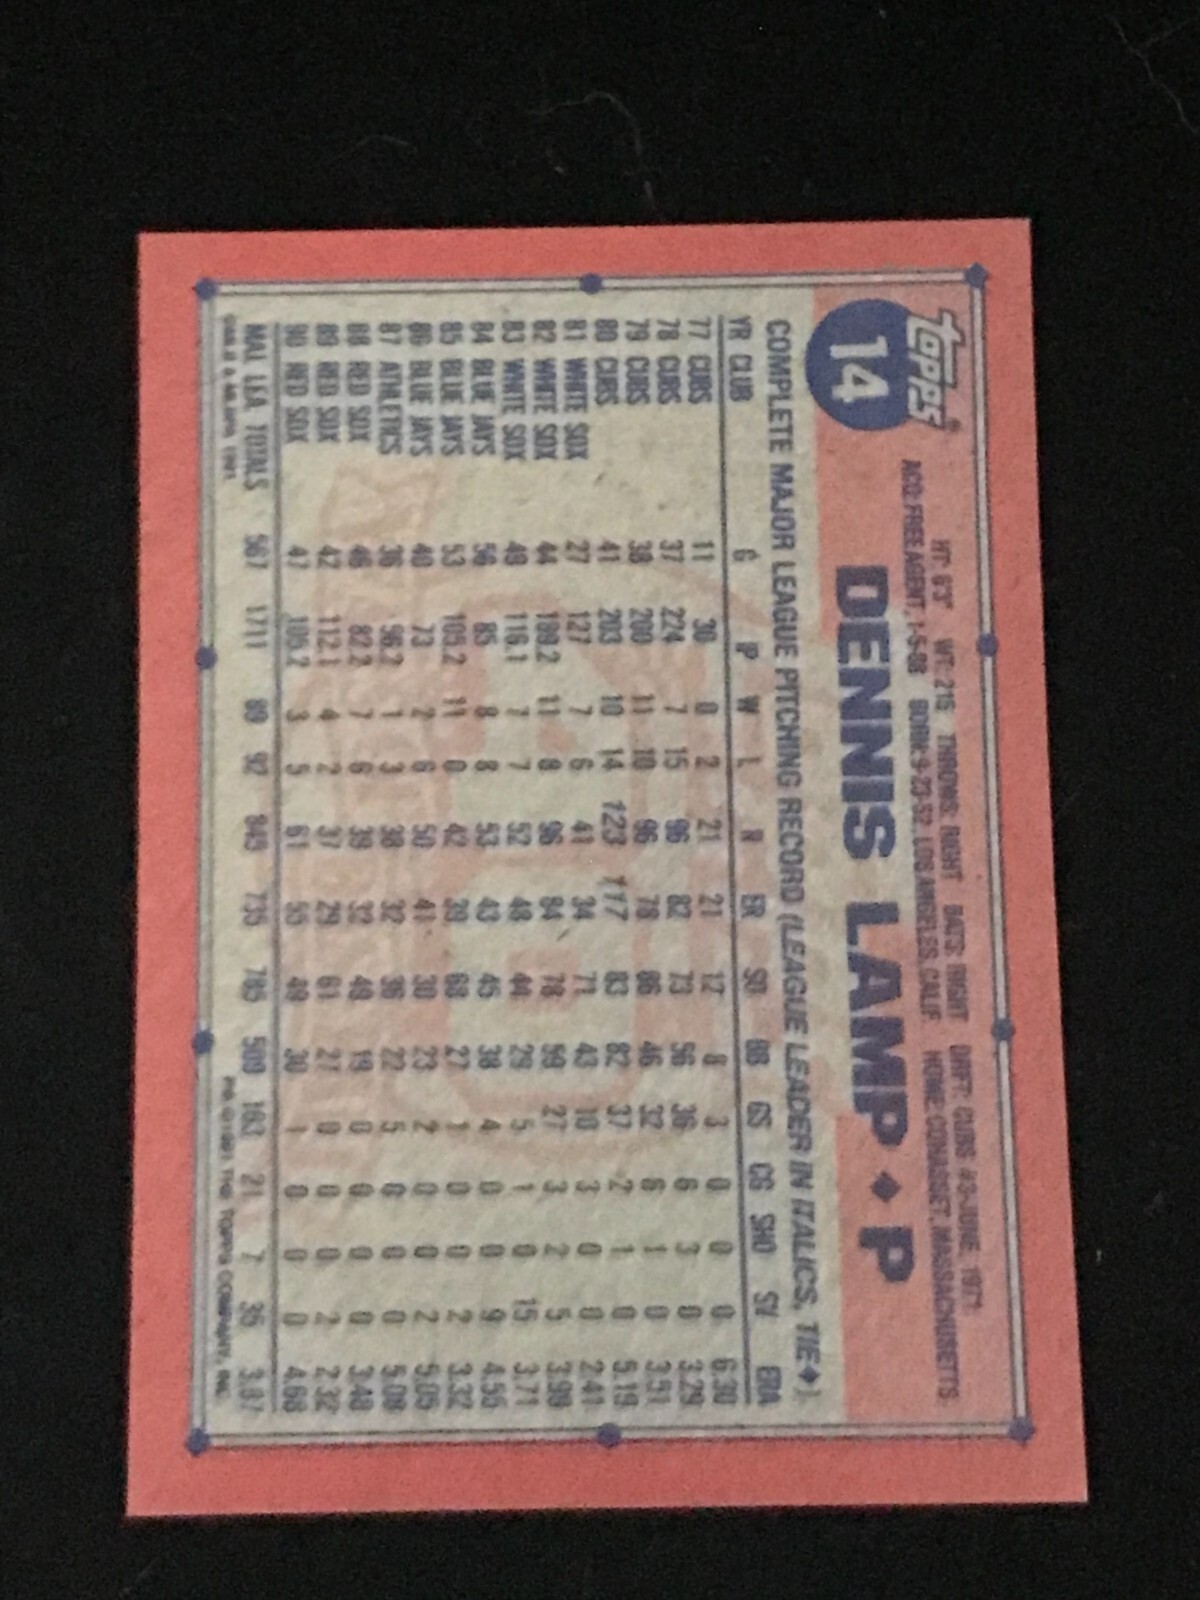 Topps®
14
HT: 6'3" WT: 215 THROWS: RIGHT BATS: RIGHT DRFT: CUBS #3-JUNE, 1971
ACQ: FREE AGENT, 1-5-88 BORN: 9-23-52, LOS ANGELES, CALIF. HOME: COHASSET, MASSACHUSETTS
DENNIS LAMP ♦ P
COMPLETE MAJOR LEAGUE PITCHING RECORD (LEAGUE LEADER IN ITALICS, TIE♦)
YR CLUB G IP W L R ER SO BB GS CG SHO SV ERA
77 CUBS 11 30 0 2 21 21 12 8 3 0 0 0 6.30
78 CUBS 37 224 7 15 96 82 73 56 36 6 3 0 3.29
79 CUBS 38 200 11 10 96 78 86 46 32 6 1 0 3.51
80 CUBS 41 203 10 14 123 117 83 82 37 2 1 0 5.19
81 WHITE SOX 27 127 7 6 41 34 71 43 10 3 0 0 2.41
82 WHITE SOX 44 189.2 11 8 96 84 78 59 27 3 2 5 3.99
83 WHITE SOX 49 116.1 7 7 52 48 44 29 5 1 0 15 3.71
84 BLUE JAYS 56 85 8 8 53 43 45 38 4 0 0 9 4.55
85 BLUE JAYS 53 105.2 11 0 42 39 68 27 1 0 0 2 3.32
86 BLUE JAYS 40 73 2 6 50 41 30 23 2 0 0 2 5.05
87 ATHLETICS 36 56.2 1 3 38 32 36 22 5 0 0 0 5.08
88 RED SOX 46 82.2 7 6 39 32 49 19 0 0 0 0 3.48
89 RED SOX 42 112.1 4 2 37 29 61 27 0 0 0 2 2.32
90 RED SOX 47 105.2 3 5 61 55 49 30 1 0 0 0 4.68
MAJ. LEA. TOTALS 567 1711 89 92 845 735 785 509 163 21 7 35 3.87
©MLB & MLBPA 1991 ©1991 THE TOPPS COMPANY, INC.